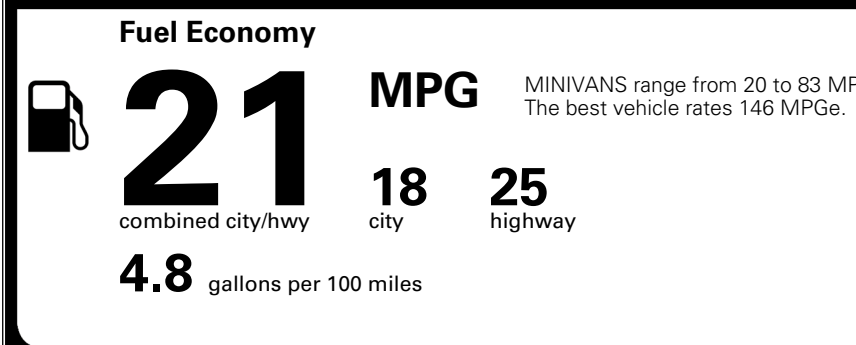 Fuel Economy
21
MPG
MINIVANS range from 20 to 83
The best vehicle rates 146 MPGe.
18
25
combined city/hwy
city
highway
4.8 gallons per 100 miles